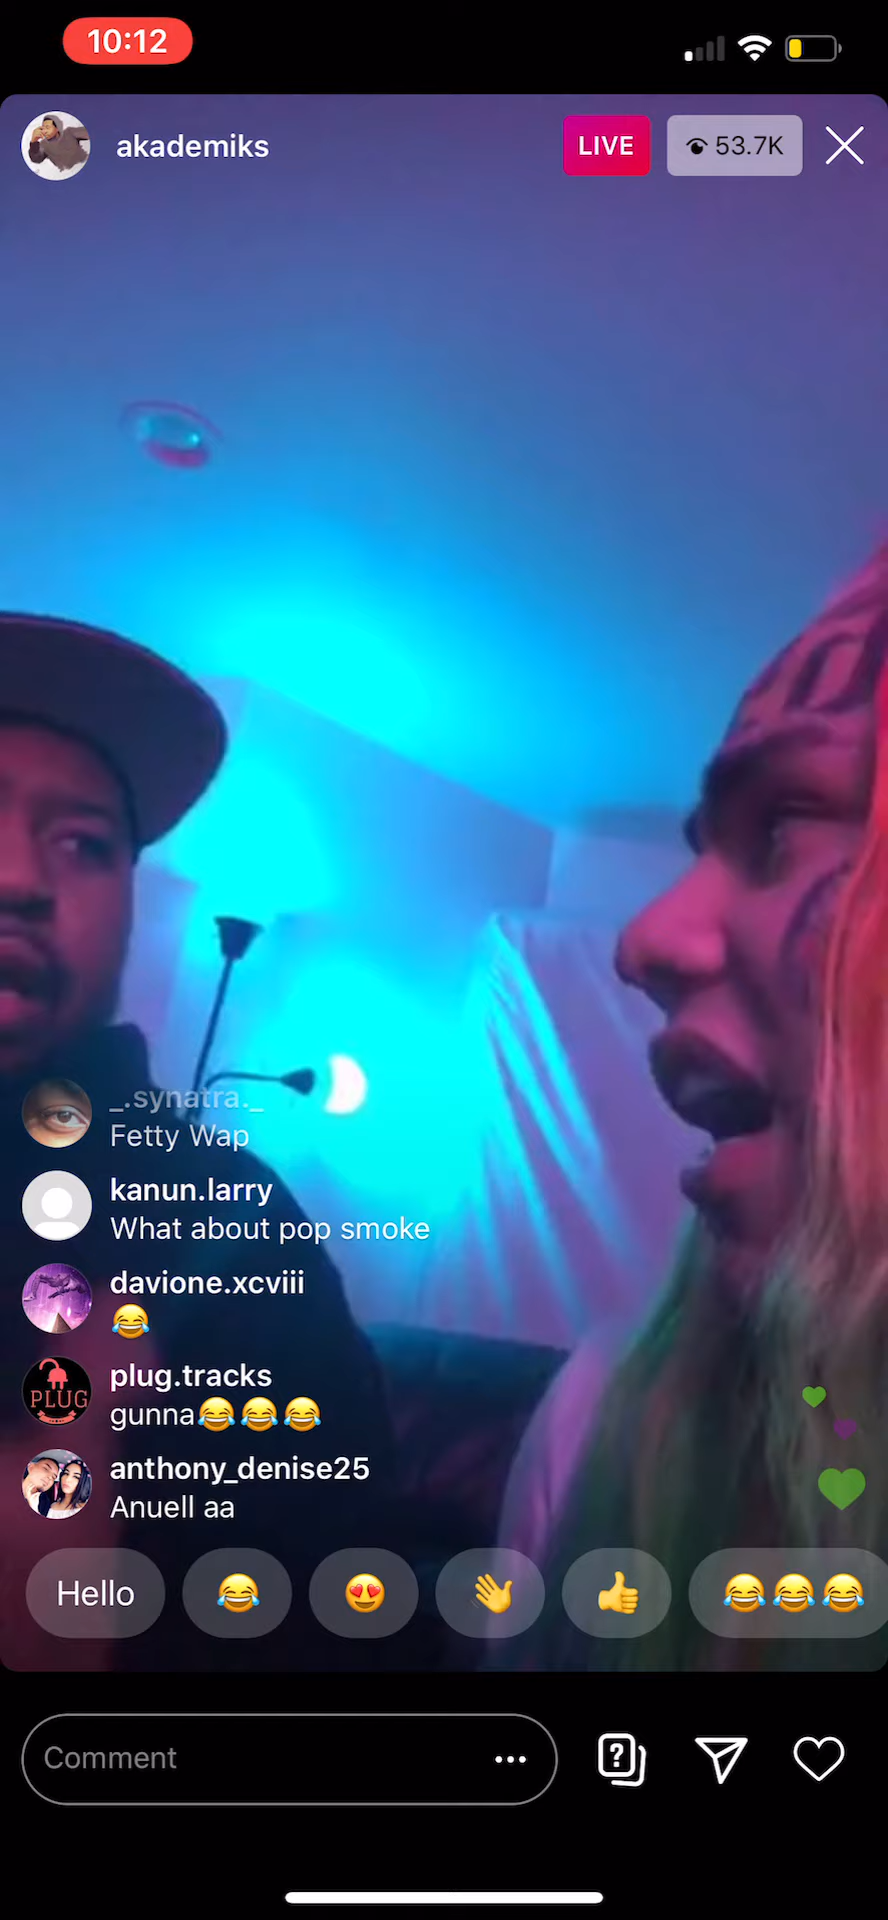 10:12
akademiks
LIVE
53.7K
_.synatra._
Fetty Wap
kanun.larry
What about pop smoke
davione.xcviii
😂
plug.tracks
PLUG
gunna😂😂😂
anthony_denise25
Anuell aa
Hello 😂 😍 👋 👍 😂😂😂
Comment